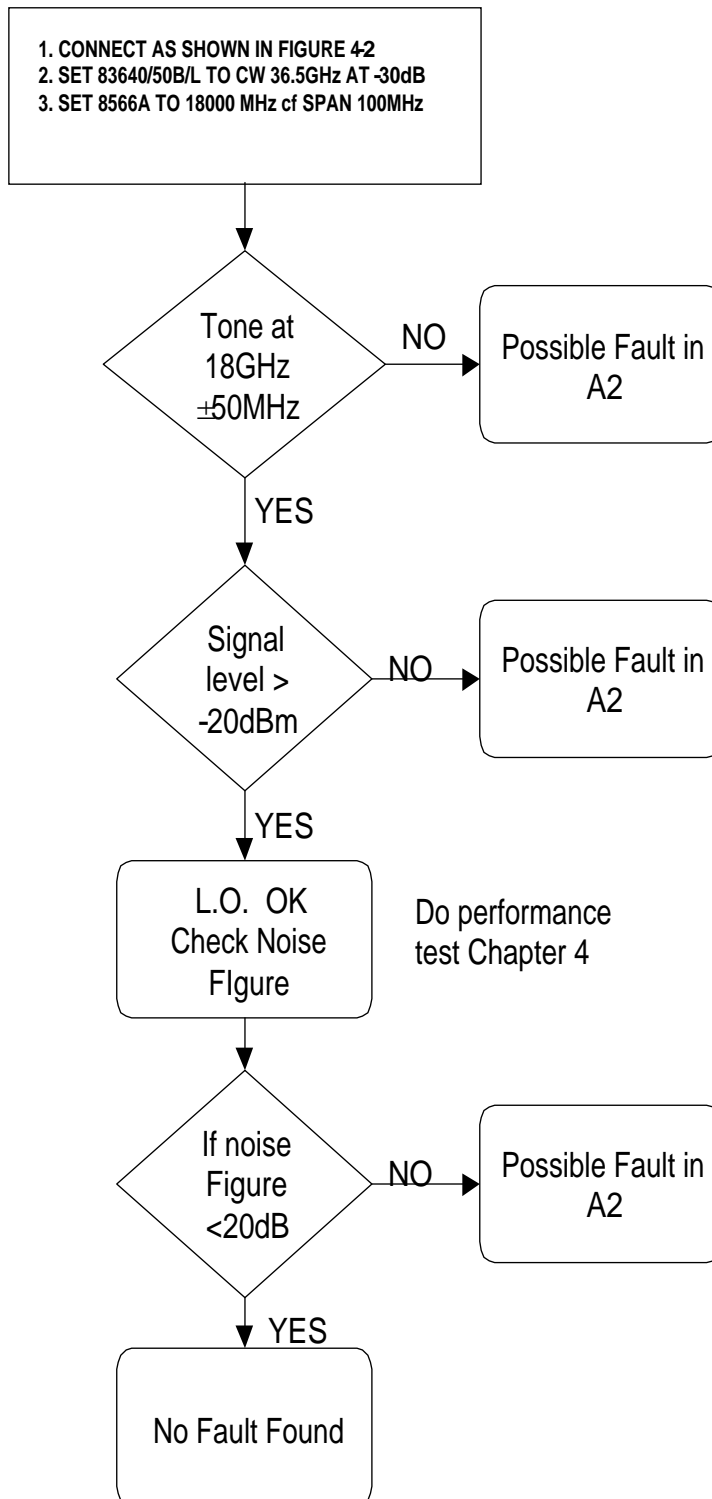 1. CONNECT AS SHOWN IN FIGURE 4-2
2. SET 83640/50B/L TO CW 36.5GHz AT -30dB
3. SET 8566A TO 18000 MHz cf SPAN 100MHz
Tone at
18GHz
±50MHz
NO
Possible Fault in
A2
YES
Signal
level >
-20dBm
NO
Possible Fault in
A2
YES
L.O. OK
Check Noise
FIgure
Do performance
test Chapter 4
If noise
Figure
<20dB
NO
Possible Fault in
A2
YES
No Fault Found